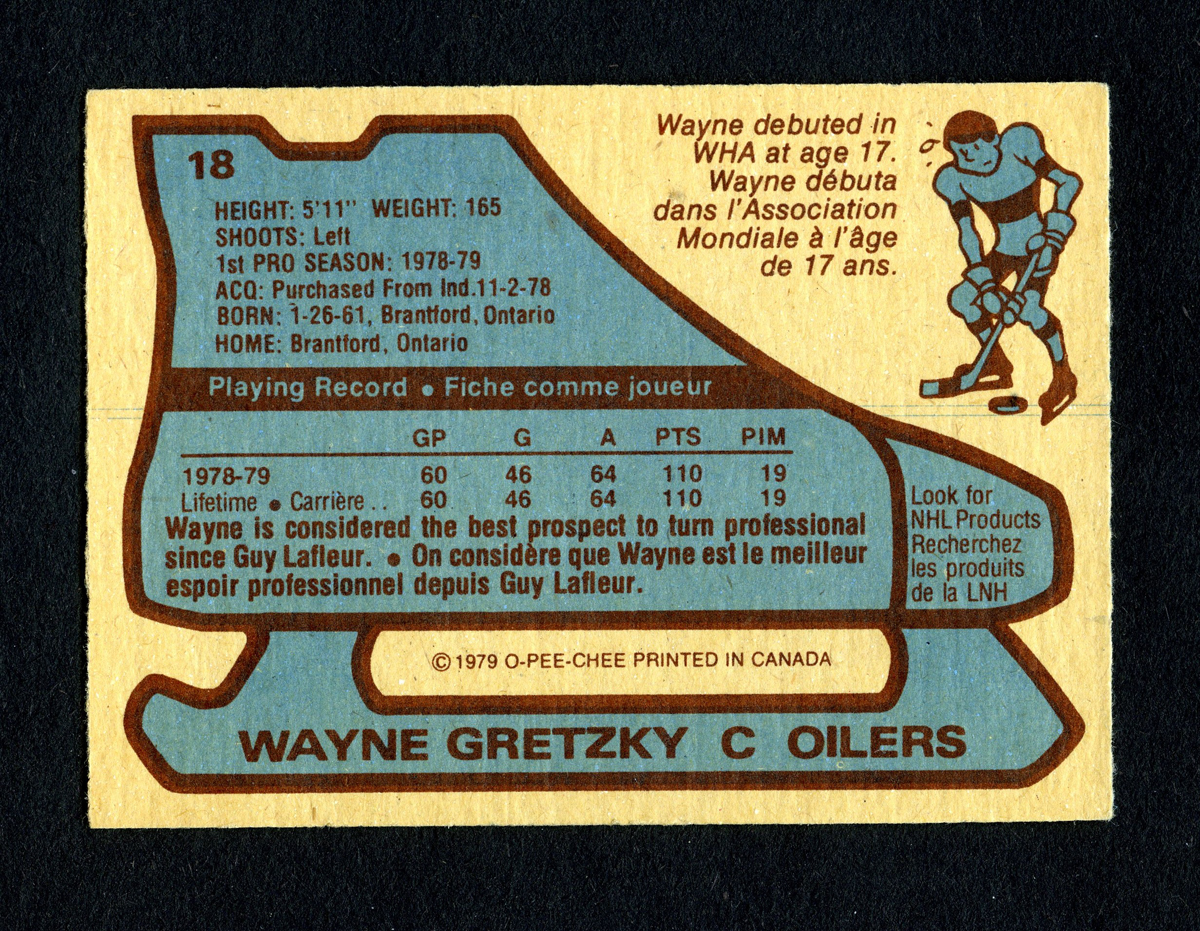 18
HEIGHT: 5'11" WEIGHT: 165
SHOOTS: Left
1st PRO SEASON: 1978-79
ACQ: Purchased From Ind.11-2-78
BORN: 1-26-61, Brantford, Ontario
HOME: Brantford, Ontario
Wayne debuted in
WHA at age 17.
Wayne débuta
dans l'Association
Mondiale à l'âge
de 17 ans.
Playing Record • Fiche comme joueur
GP G A PTS PIM
1978-79 60 46 64 110 19
Lifetime • Carrière .. 60 46 64 110 19
Wayne is considered the best prospect to turn professional
since Guy Lafleur. • On considère que Wayne est le meilleur
espoir professionnel depuis Guy Lafleur.
Look for
NHL Products
Recherchez
les produits
de la LNH
© 1979 O-PEE-CHEE PRINTED IN CANADA
WAYNE GRETZKY C OILERS